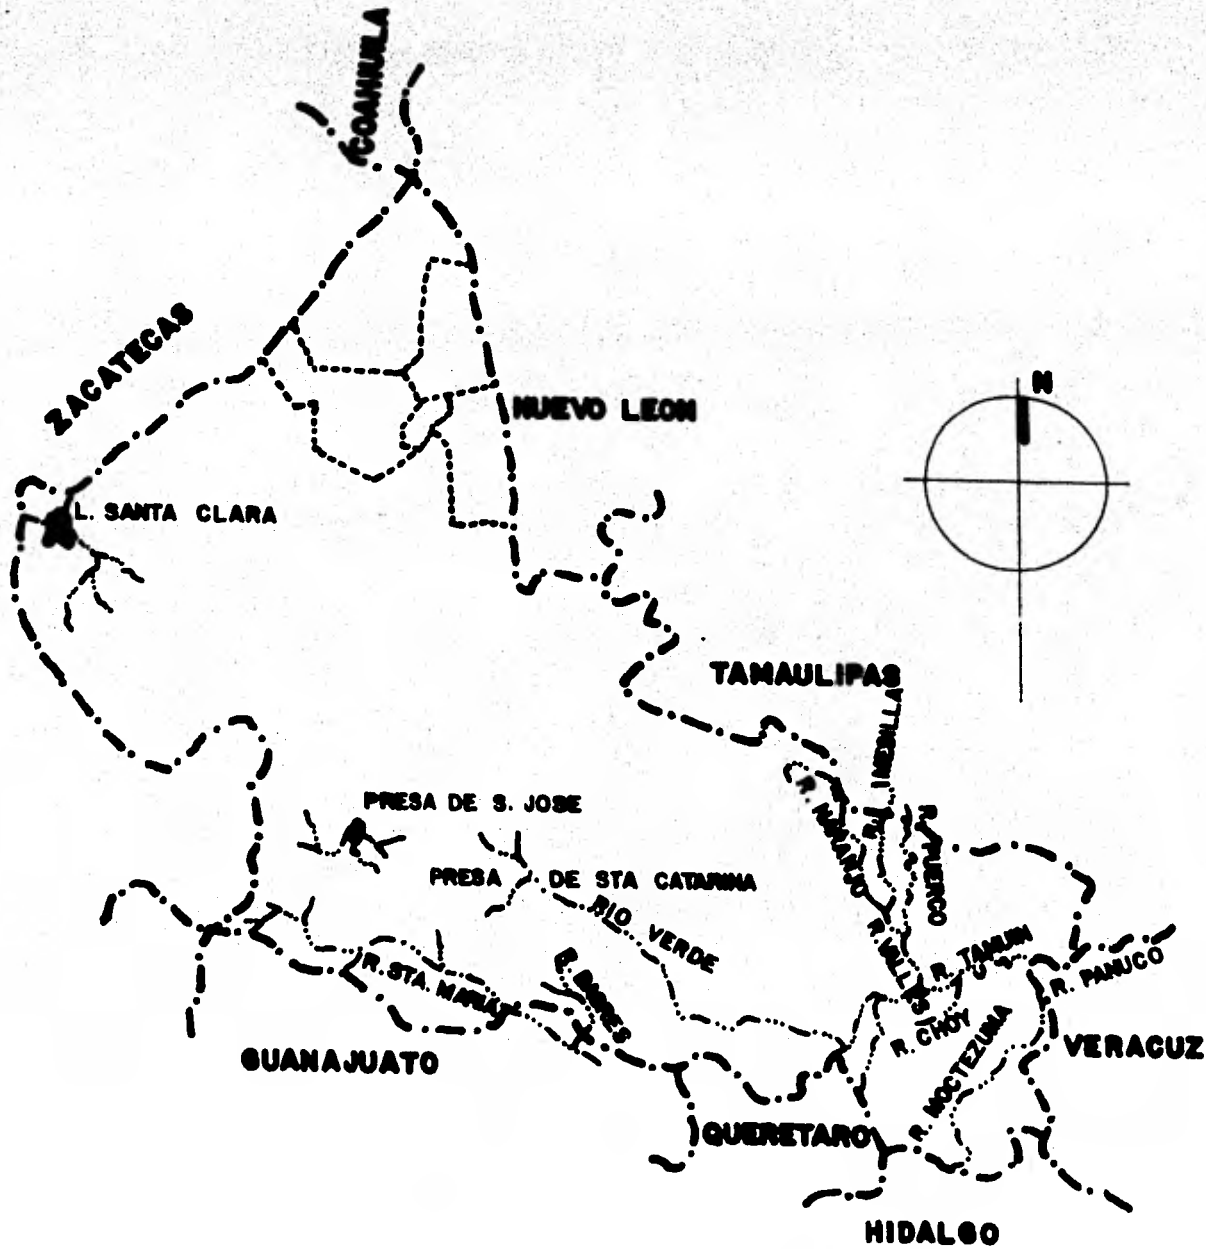 COAHUILA
ZACATECAS
N
NUEVO LEON
L. SANTA CLARA
TAMAULIPAS
R. MESILLA
R. NARANJO
R. PUERCO
PRESA DE S. JOSE
PRESA DE STA CATARINA
RIO VERDE
R. VALLES
R. TAMUIN
R. PANUCO
R. STA. MARIA
R. CHOY
R. MOCTEZUMA
VERACUZ
GUANAJUATO
QUERETARO
HIDALGO